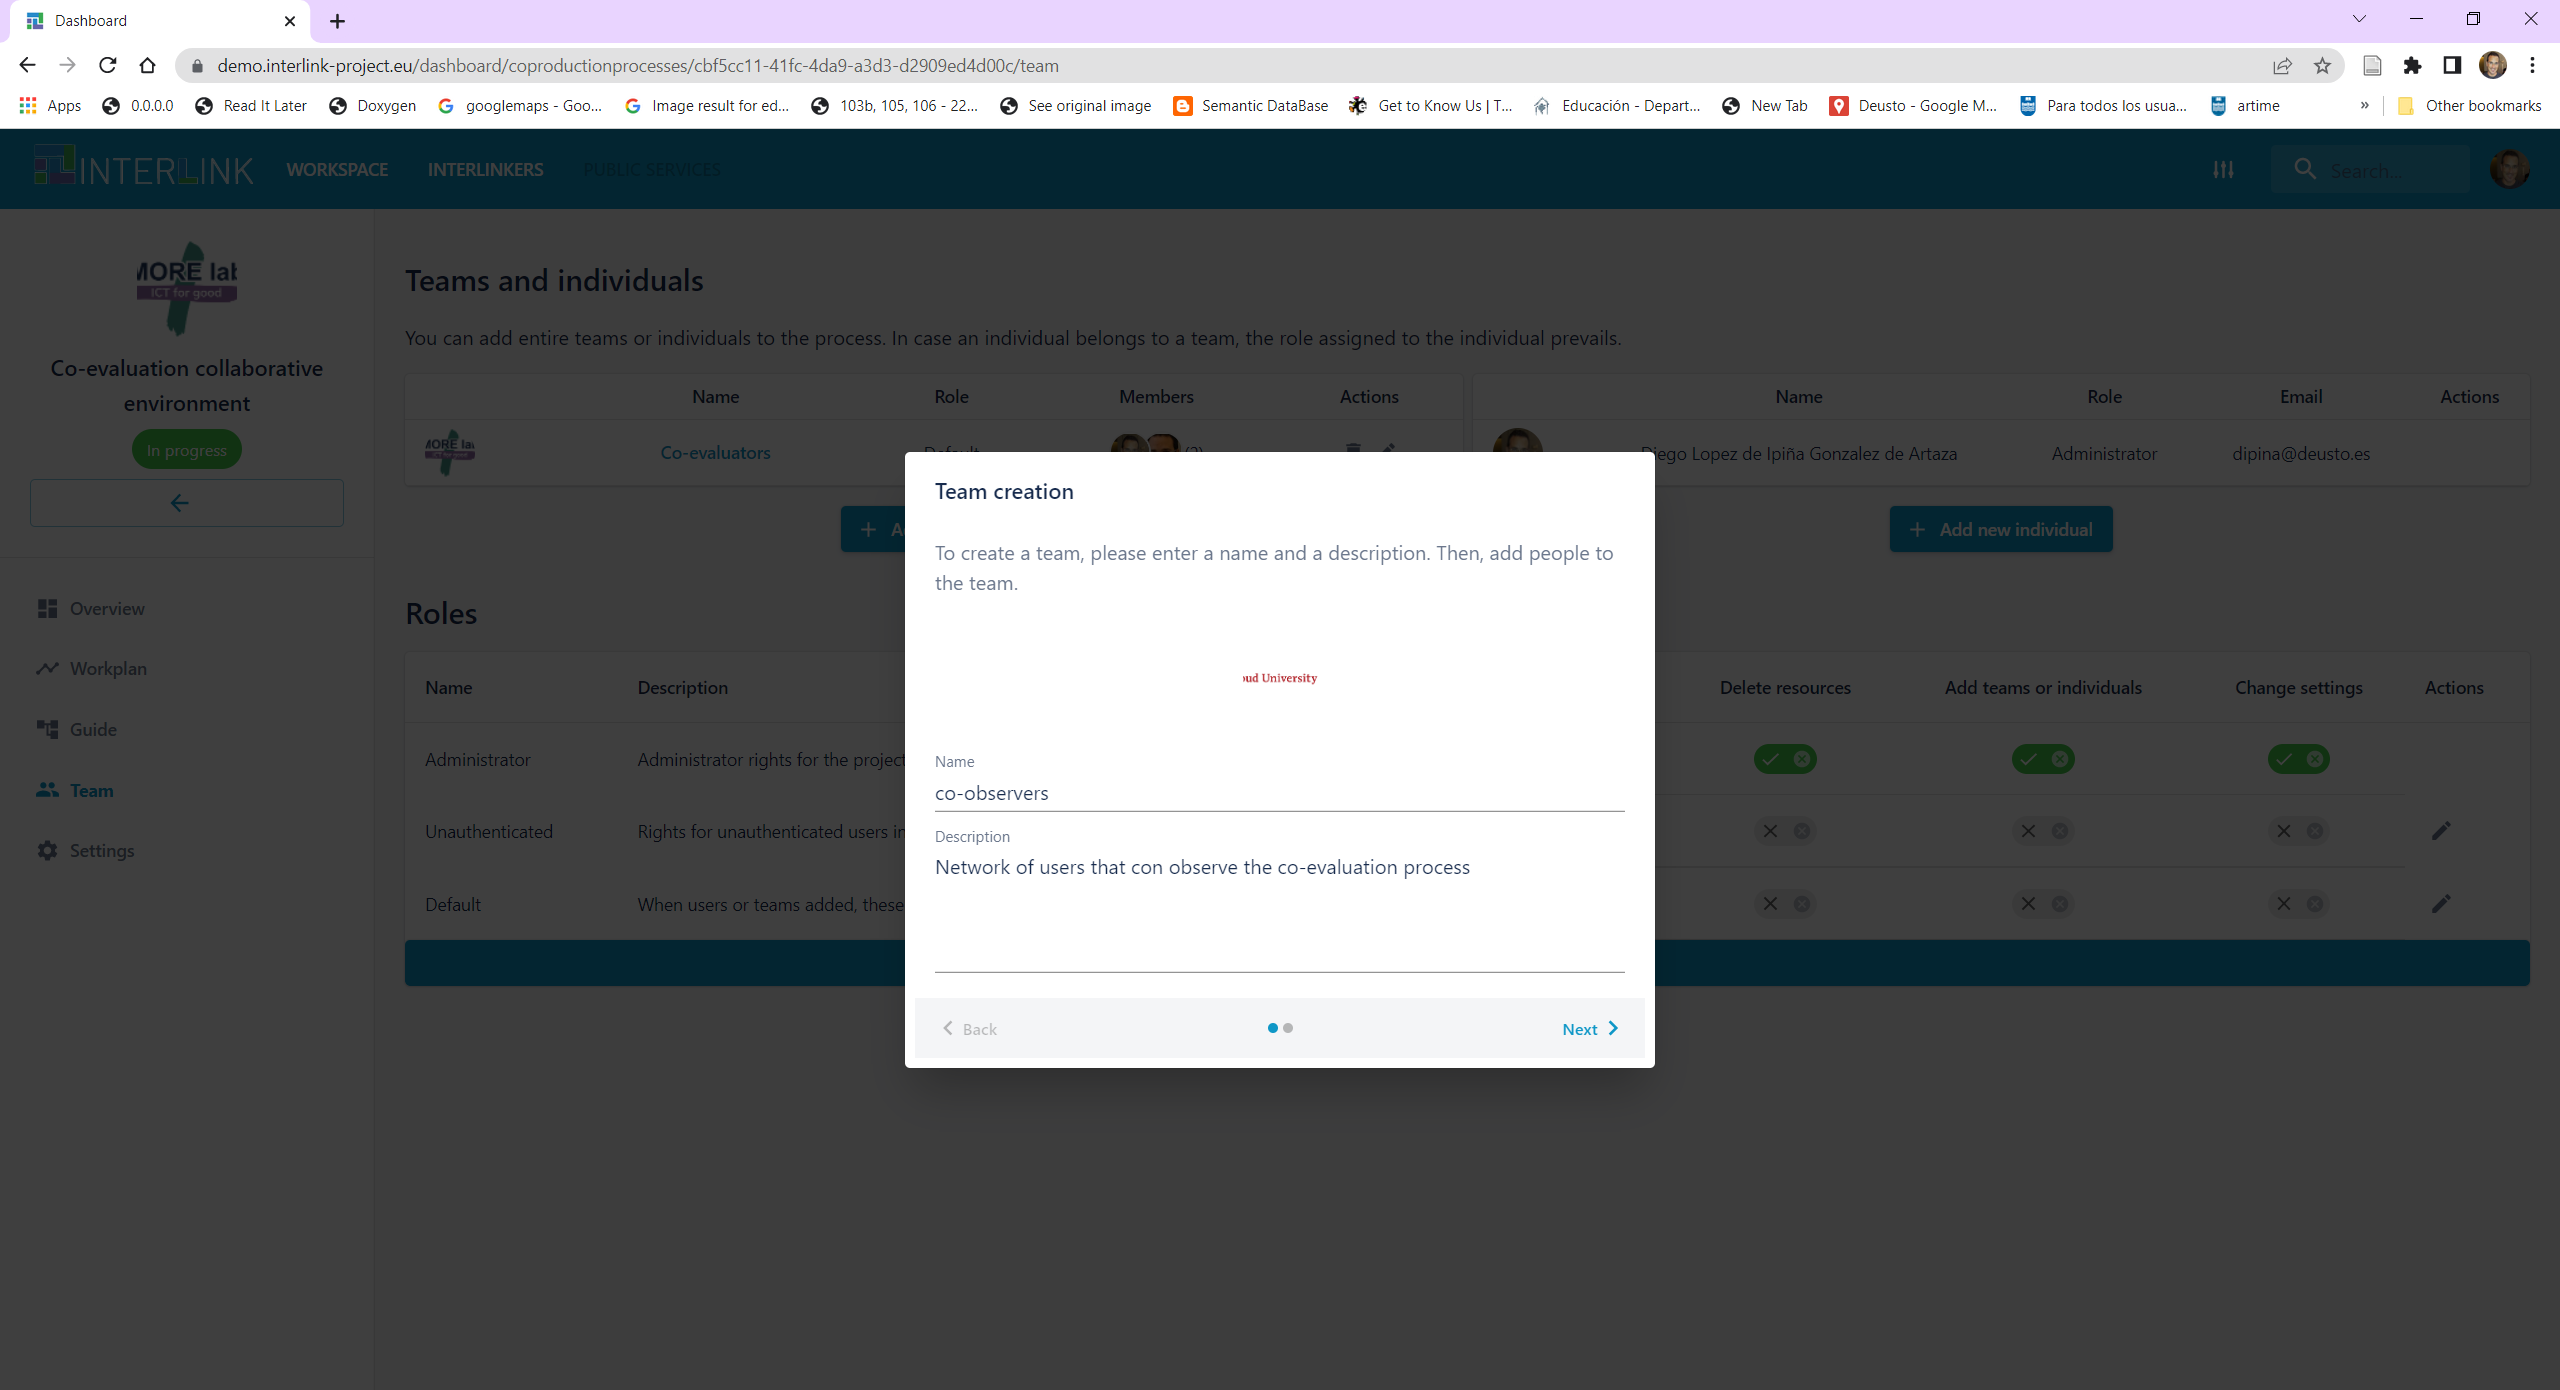 Dashboard
demo.interlink-project.eu/dashboard/coproductionprocesses/cbf5cc11-41fc-4da9-a3d3-d2909ed4d00c/team
Apps 0.0.0.0 Read It Later Doxygen googlemaps - Goo... Image result for ed... 103b, 105, 106 - 22... See original image Semantic DataBase Get to Know Us | T... Educación - Depart... New Tab Deusto - Google M... Para todos los usua... artime » Other bookmarks
INTERLINK WORKSPACE INTERLINKERS PUBLIC SERVICES Search...
MORE lab
ICT for good
Co-evaluation collaborative
environment
In progress
Overview
Workplan
Guide
Team
Settings
Teams and individuals
You can add entire teams or individuals to the process. In case an individual belongs to a team, the role assigned to the individual prevails.
Name Role Members Actions
MORE lab
ICT for good
Co-evaluators Default
Name Role Email Actions
Diego Lopez de Ipiña Gonzalez de Artaza Administrator dipina@deusto.es
Add new individual
Roles
Name Description Delete resources Add teams or individuals Change settings Actions
Administrator Administrator rights for the project
Unauthenticated Rights for unauthenticated users in
Default When users or teams added, these
Team creation
To create a team, please enter a name and a description. Then, add people to
the team.
oud University
Name
co-observers
Description
Network of users that con observe the co-evaluation process
Back Next